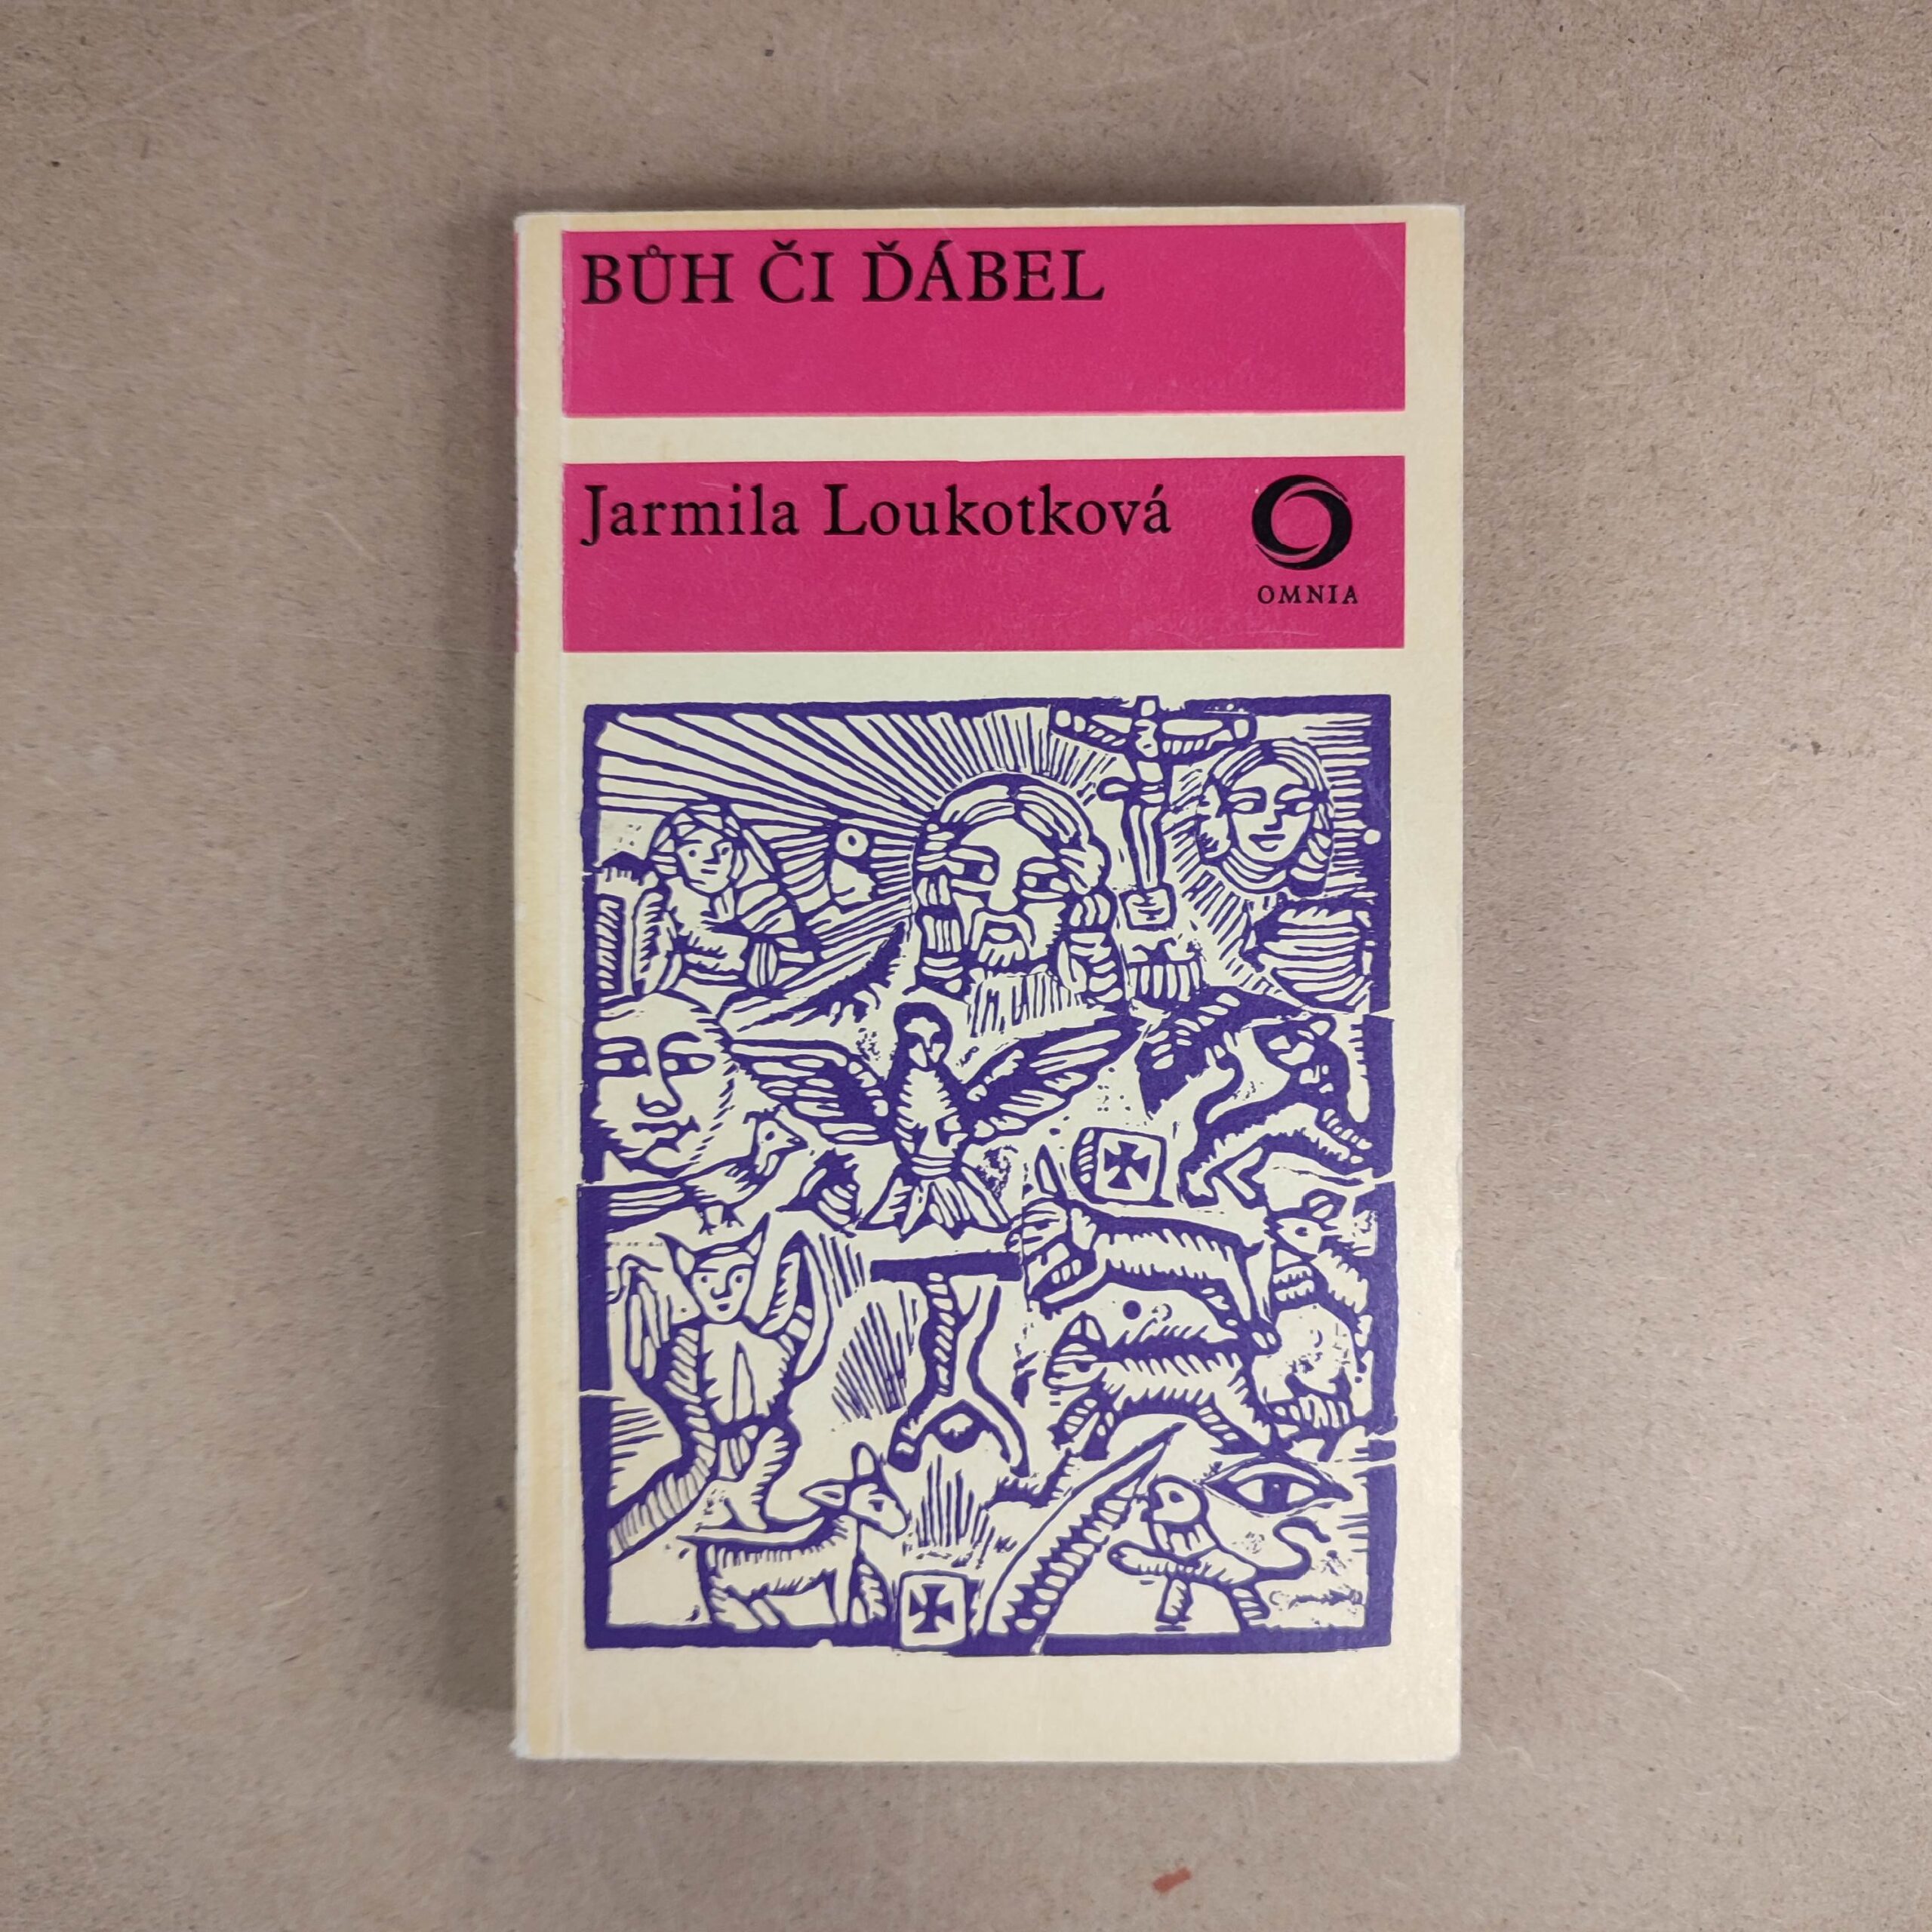 BŮH ČI ĎÁBEL
Jarmila Loukotková
OMNIA